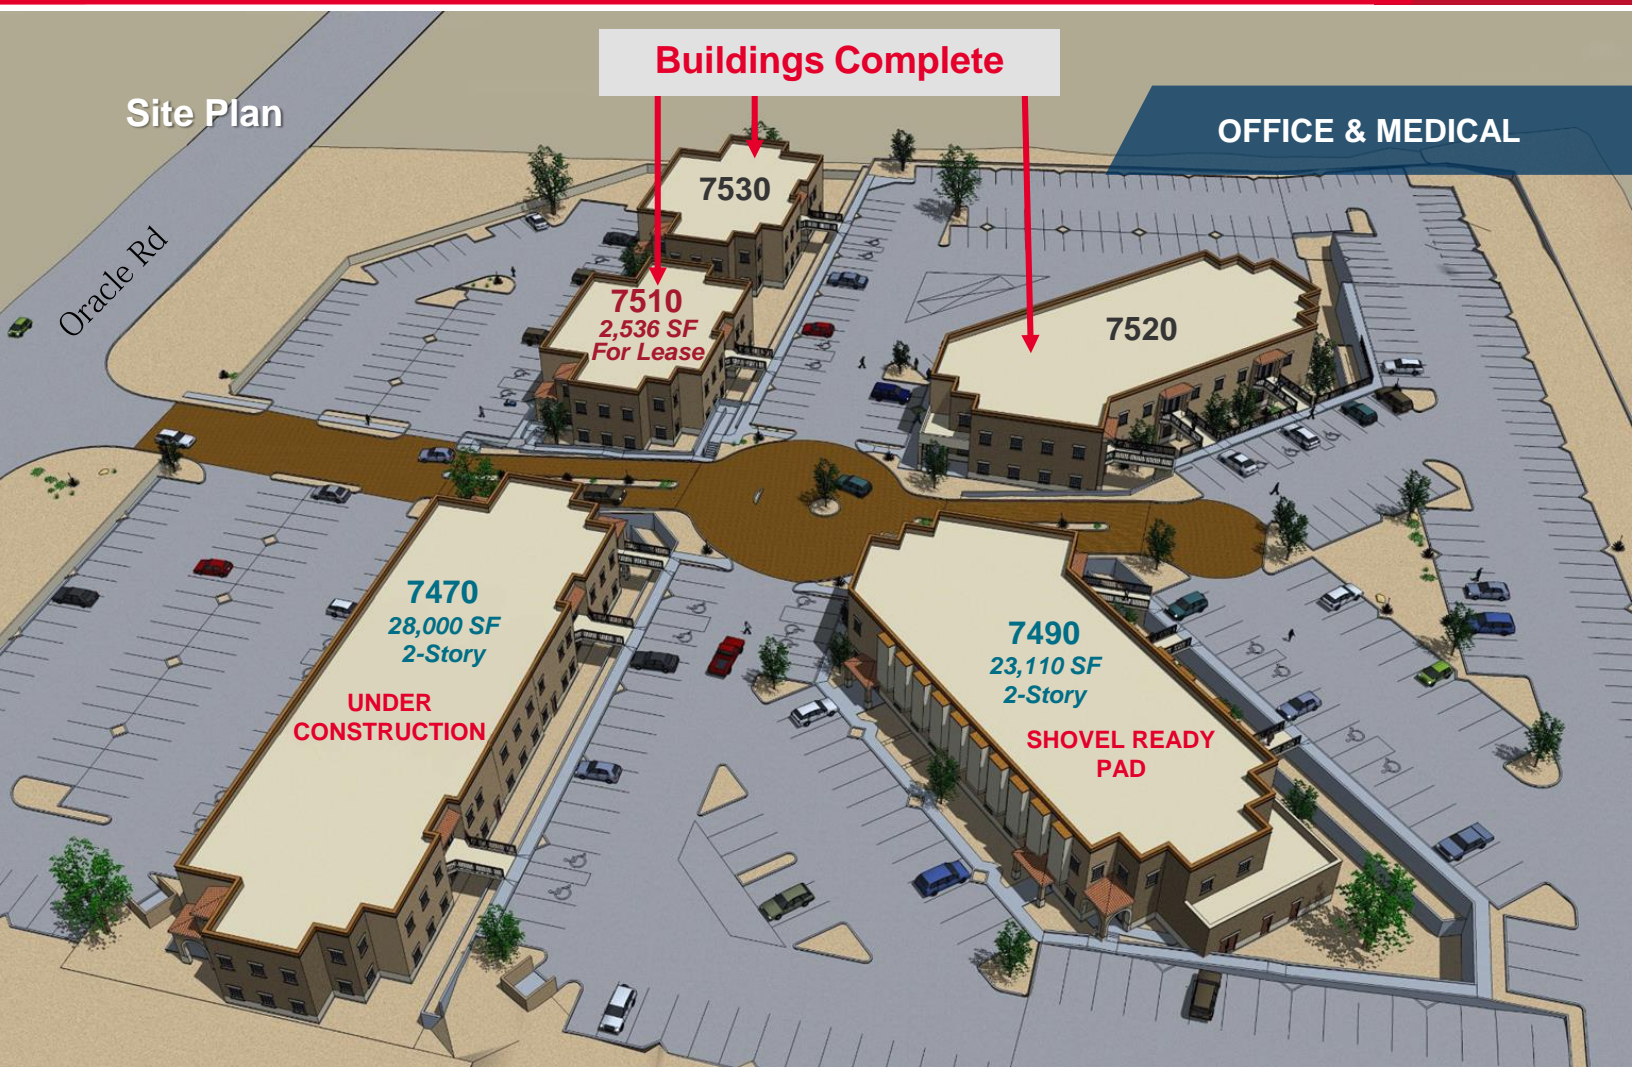 Buildings Complete
Site Plan
OFFICE & MEDICAL
7530
Oracle Rd
7510
2,536 SF
For Lease
7520
7470
28,000 SF
2-Story
UNDER
CONSTRUCTION
7490
23,110 SF
2-Story
SHOVEL READY
PAD